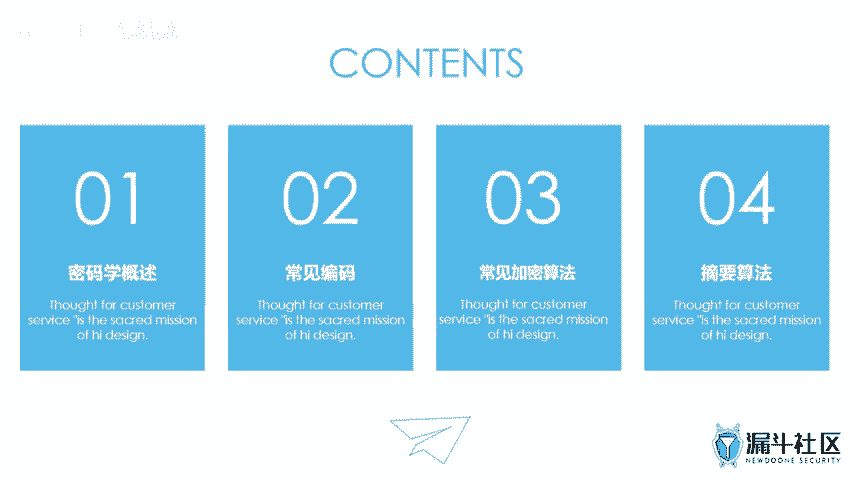 CONTENTS
01
密码学概述
Thought for customer
service "is the sacred mission
of hi design.
02
常见编码
Thought for customer
service "is the sacred mission
of hi design.
03
常见加密算法
Thought for customer
service "is the sacred mission
of hi design.
04
摘要算法
Thought for customer
service "is the sacred mission
of hi design.
漏斗社区
NEWDOONE SECURITY